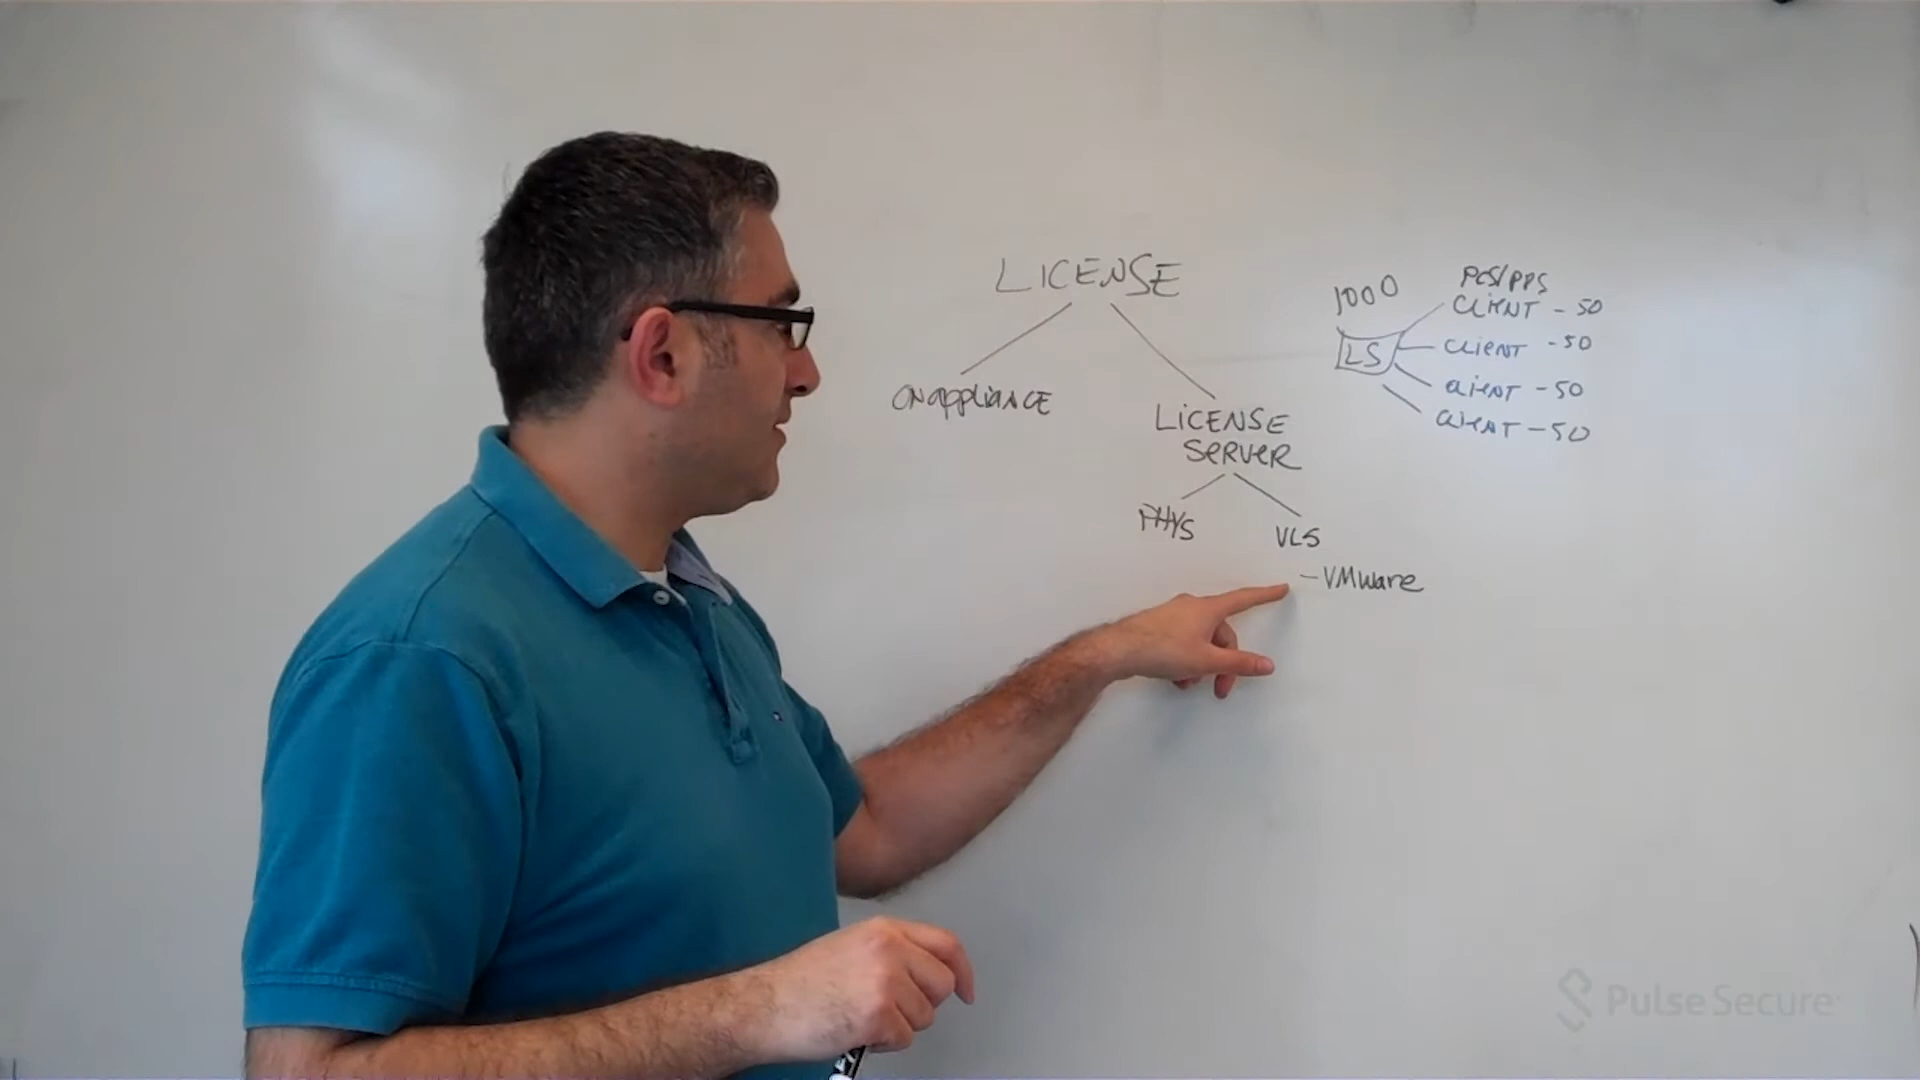 LICENSE
ONAPPLIANCE
LICENSE
SERVER
PHYS
VLS
-VMware
1000
LS
PCS/PPS
CLIENT - 50
CLIENT - 50
CLIENT - 50
CLIENT - 50
Pulse Secure